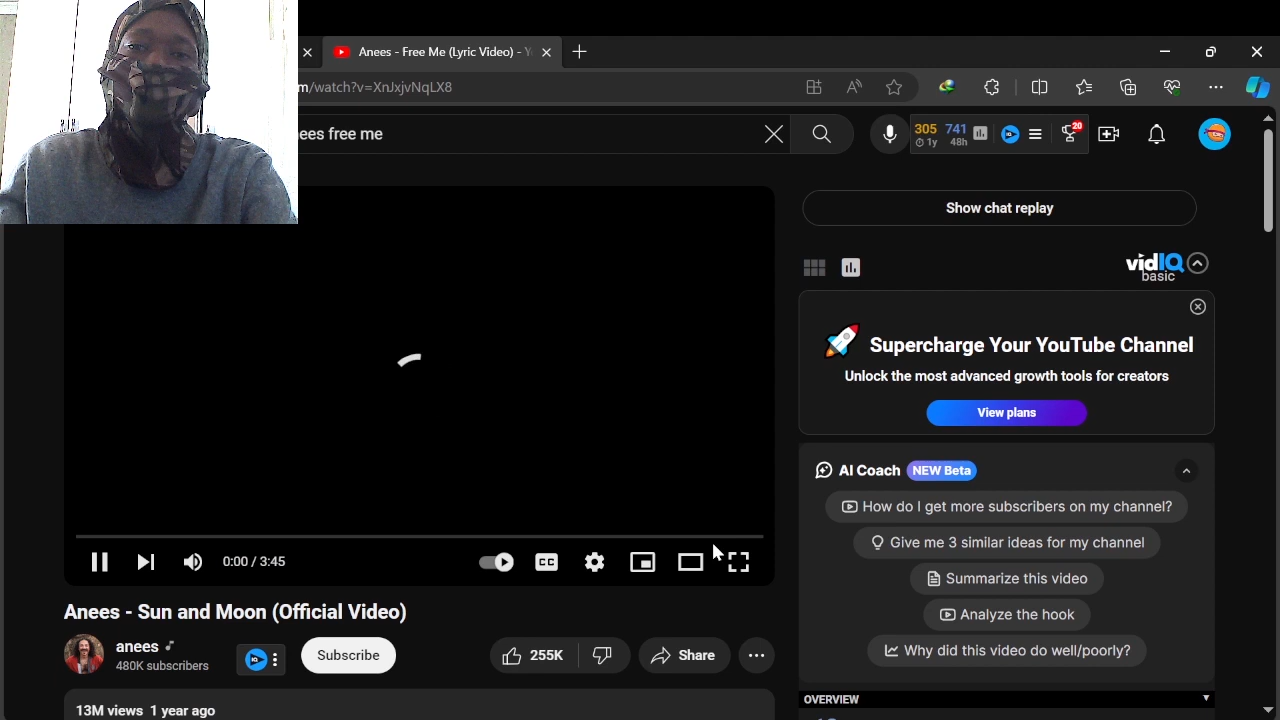 Anees - Free Me (Lyric Video) - Y
m/watch?v=XnJxjvNqLX8
ees free me
305 741
1y 48h
20
Show chat replay
vidIQ
basic
Supercharge Your YouTube Channel
Unlock the most advanced growth tools for creators
View plans
AI Coach NEW Beta
How do I get more subscribers on my channel?
Give me 3 similar ideas for my channel
Summarize this video
Analyze the hook
Why did this video do well/poorly?
OVERVIEW
0:00 / 3:45
CC
Anees - Sun and Moon (Official Video)
anees
480K subscribers
IQ
Subscribe
255K
Share
13M views 1 year ago